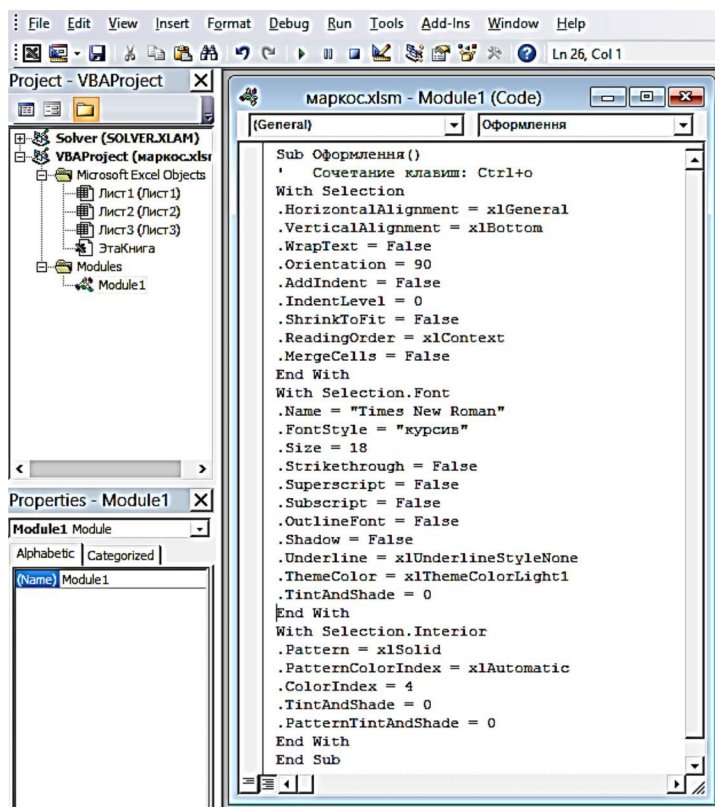 File Edit View Insert Format Debug Run Tools Add-Ins Window Help
Ln 26, Col 1
Project - VBAProject
Solver (SOLVER.XLAM)
VBAProject (маркос.xlsm
Microsoft Excel Objects
Лист1 (Лист1)
Лист2 (Лист2)
Лист3 (Лист3)
ЭтаКнига
Modules
Module1
Properties - Module1
Module1 Module
Alphabetic Categorized
(Name) Module1
маркос.xlsm - Module1 (Code)
(General) Оформлення
Sub Оформлення()
' Сочетание клавиш: Ctrl+o
With Selection
.HorizontalAlignment = xlGeneral
.VerticalAlignment = xlBottom
.WrapText = False
.Orientation = 90
.AddIndent = False
.IndentLevel = 0
.ShrinkToFit = False
.ReadingOrder = xlContext
.MergeCells = False
End With
With Selection.Font
.Name = "Times New Roman"
.FontStyle = "курсив"
.Size = 18
.Strikethrough = False
.Superscript = False
.Subscript = False
.OutlineFont = False
.Shadow = False
.Underline = xlUnderlineStyleNone
.ThemeColor = xlThemeColorLight1
.TintAndShade = 0
End With
With Selection.Interior
.Pattern = xlSolid
.PatternColorIndex = xlAutomatic
.ColorIndex = 4
.TintAndShade = 0
.PatternTintAndShade = 0
End With
End Sub